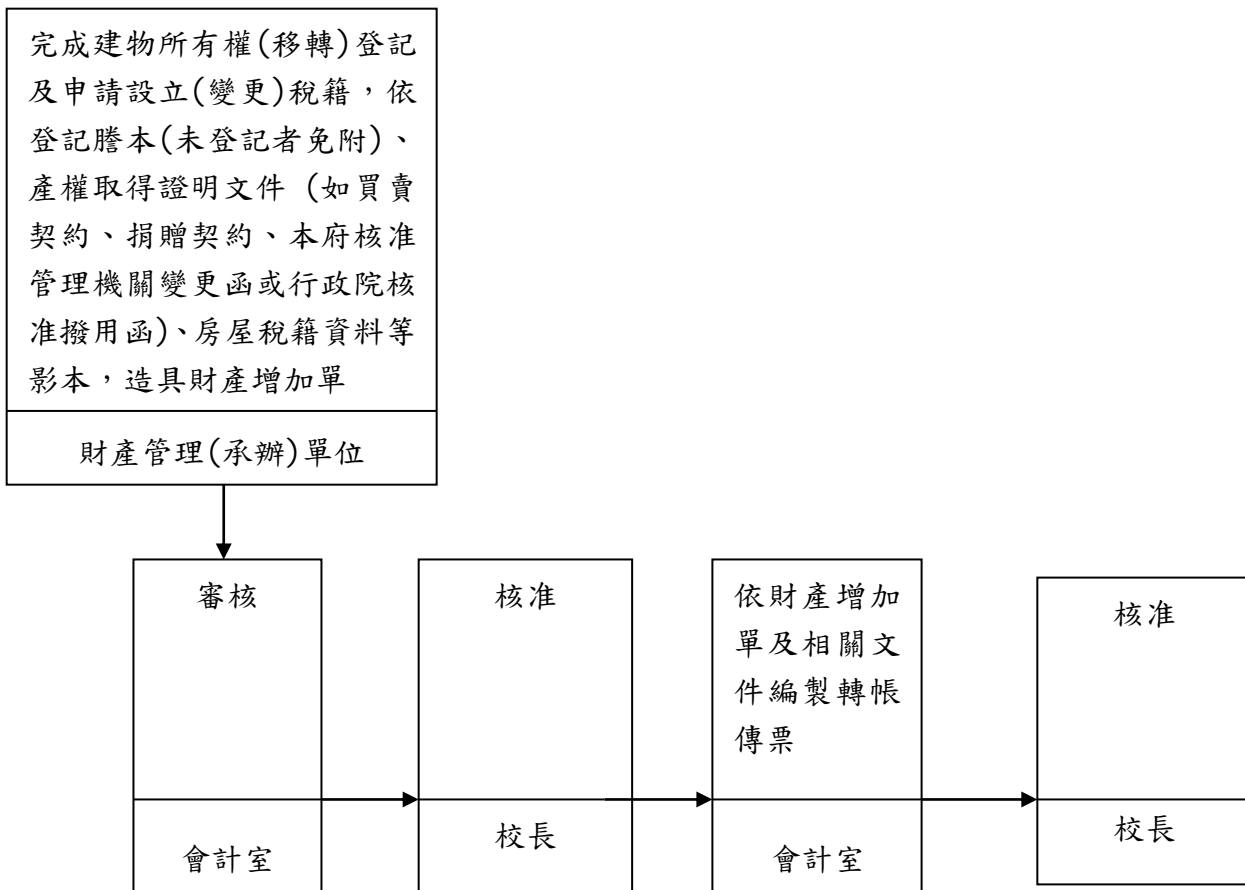 完成建物所有權(移轉)登記
及申請設立(變更)稅籍，依
登記謄本(未登記者免附)、
產權取得證明文件 (如買賣
契約、捐贈契約、本府核准
管理機關變更函或行政院核
准撥用函)、房屋稅籍資料等
影本，造具財產增加單
財產管理(承辦)單位
審核
會計室
核准
校長
依財產增加
單及相關文
件編製轉帳
傳票
會計室
核准
校長